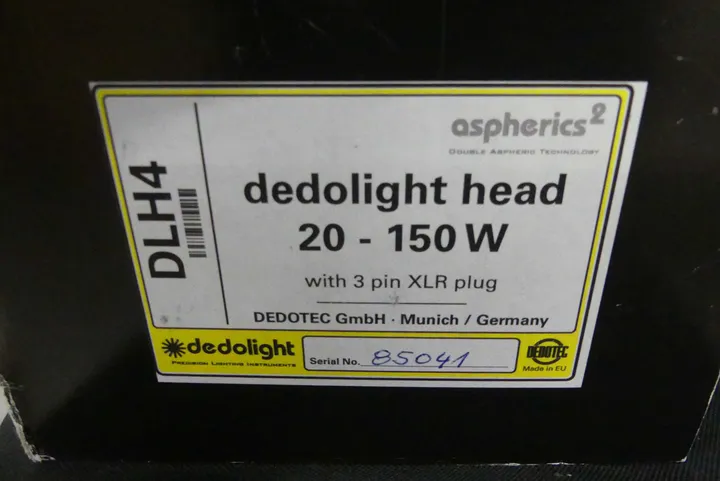 DLH4
aspherics²
DOUBLE ASPHERIC TECHNOLOGY
dedolight head
20 - 150 W
with 3 pin XLR plug
DEDOTEC GmbH · Munich / Germany
dedolight
PRECISION LIGHTING INSTRUMENTS
Serial No. 85041
DEDOTEC
Made in EU